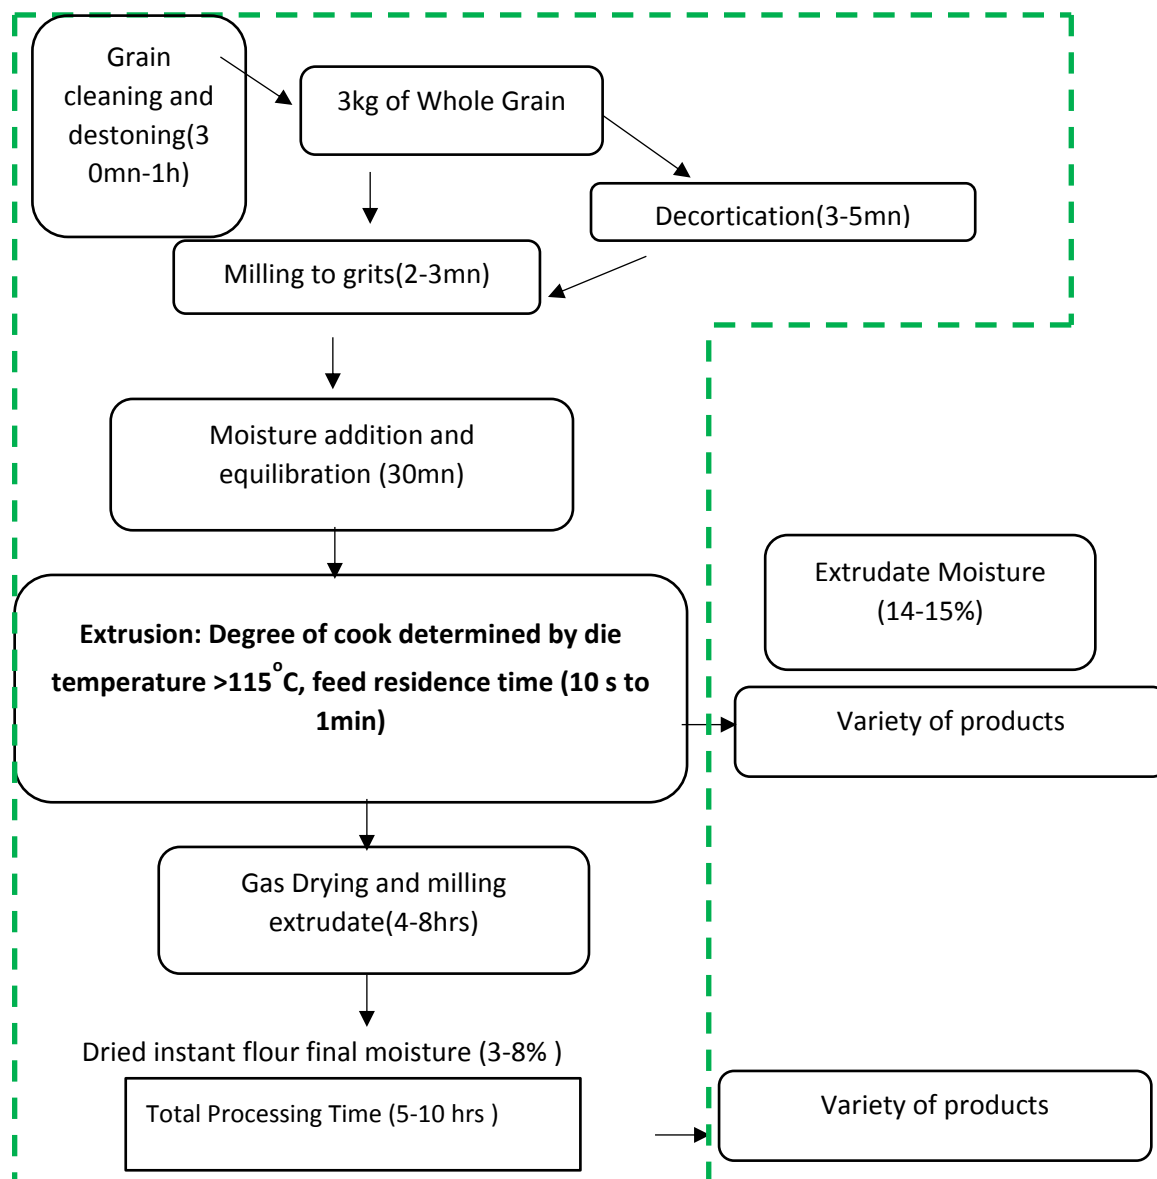 Grain
cleaning and
destoning(3
0mn-1h)
3kg of Whole Grain
Decortication(3-5mn)
Milling to grits(2-3mn)
Moisture addition and
equilibration (30mn)
Extrusion: Degree of cook determined by die
temperature >115°C, feed residence time (10 s to
1min)
Extrudate Moisture
(14-15%)
Variety of products
Gas Drying and milling
extrudate(4-8hrs)
Dried instant flour final moisture (3-8% )
Total Processing Time (5-10 hrs )
Variety of products